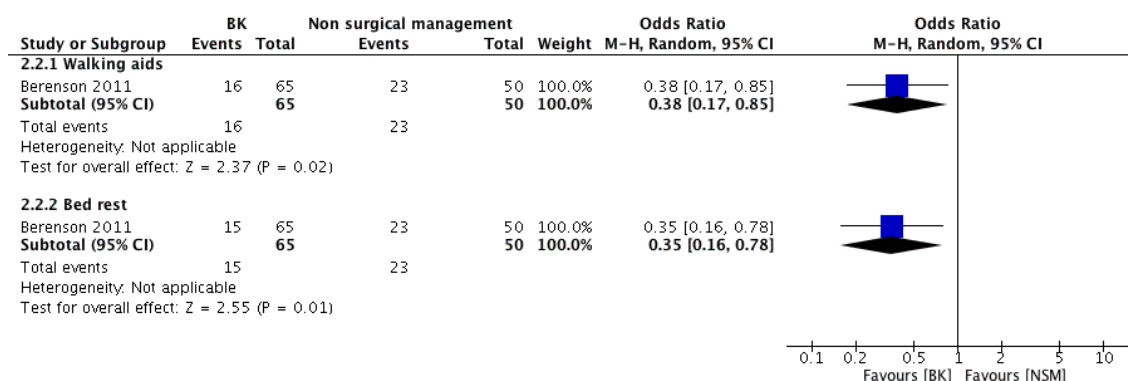 BK Non surgical management Odds Ratio Odds Ratio
Study or Subgroup Events Total Events Total Weight M-H, Random, 95% CI M-H, Random, 95% CI
2.2.1 Walking aids
Berenson 2011 16 65 23 50 100.0% 0.38 [0.17, 0.85]
Subtotal (95% CI) 65 50 100.0% 0.38 [0.17, 0.85]
Total events 16 23
Heterogeneity: Not applicable
Test for overall effect: Z = 2.37 (P = 0.02)
2.2.2 Bed rest
Berenson 2011 15 65 23 50 100.0% 0.35 [0.16, 0.78]
Subtotal (95% CI) 65 50 100.0% 0.35 [0.16, 0.78]
Total events 15 23
Heterogeneity: Not applicable
Test for overall effect: Z = 2.55 (P = 0.01)
0.1 0.2 0.5 1 2 5 10
Favours [BK] Favours [NSM]